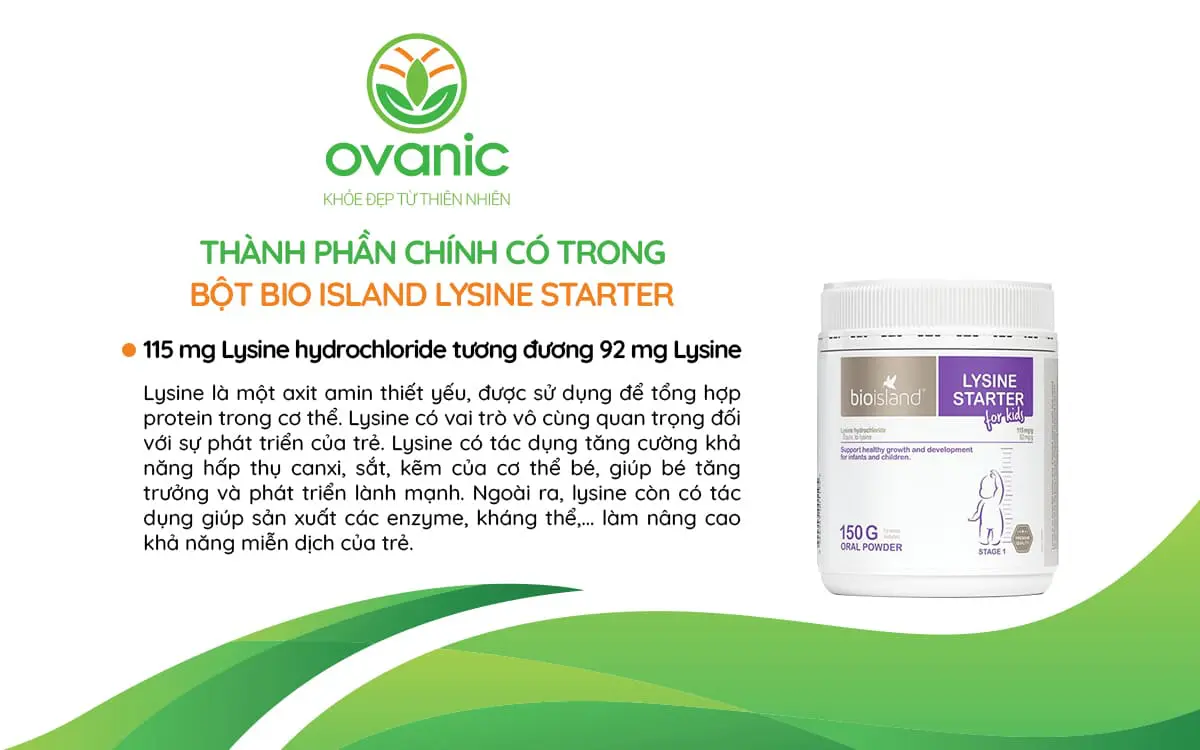 ovanic
KHỎE ĐẸP TỪ THIÊN NHIÊN
THÀNH PHẦN CHÍNH CÓ TRONG
BỘT BIO ISLAND LYSINE STARTER
115 mg Lysine hydrochloride tương đương 92 mg Lysine
Lysine là một axit amin thiết yếu, được sử dụng để tổng hợp
protein trong cơ thể. Lysine có vai trò vô cùng quan trọng đối
với sự phát triển của trẻ. Lysine có tác dụng tăng cường khả
năng hấp thụ canxi, sắt, kẽm của cơ thể bé, giúp bé tăng
trưởng và phát triển lành mạnh. Ngoài ra, lysine còn có tác
dụng giúp sản xuất các enzyme, kháng thể,... làm nâng cao
khả năng miễn dịch của trẻ.
bioisland
LYSINE
STARTER
for kids
Lysine hydrochloride 115 mg/g
lysine
Support healthy growth and development
for infants and children.
150 G
ORAL POWDER
STAGE 1
PREMIUM
QUALITY